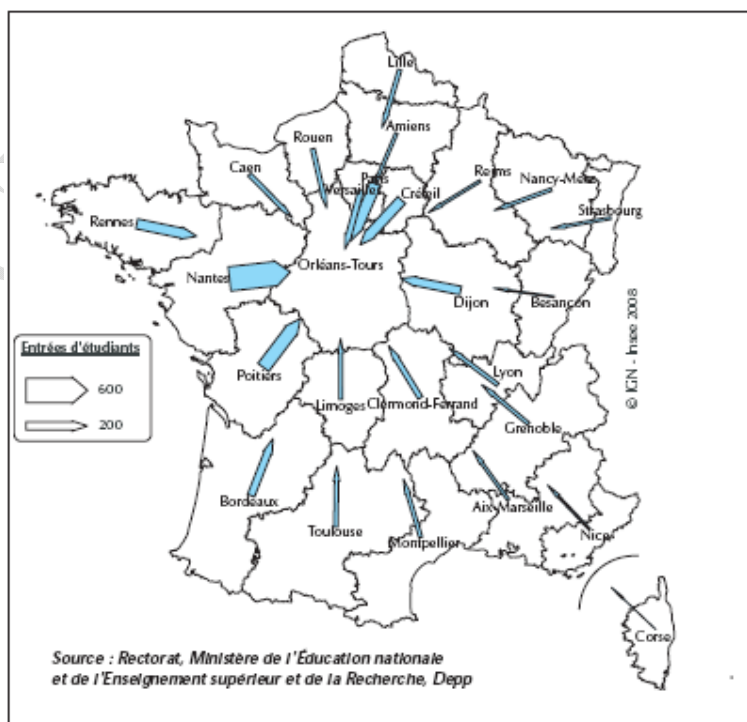 Lille
Amiens
Rouen
Caen
Paris
Versailles
Créteil
Reims
Nancy-Metz
Strasbourg
Rennes
Nantes
Orléans-Tours
Dijon
Besançon
Poitiers
Limoges
Clermond-Ferrand
Lyon
Grenoble
Bordeaux
Toulouse
Montpellier
Aix-Marseille
Nice
Corse
Entrées d'étudiants
600
200
© IGN - Insee 2008
Source : Rectorat, Ministère de l'Éducation nationale
et de l'Enseignement supérieur et de la Recherche, Depp